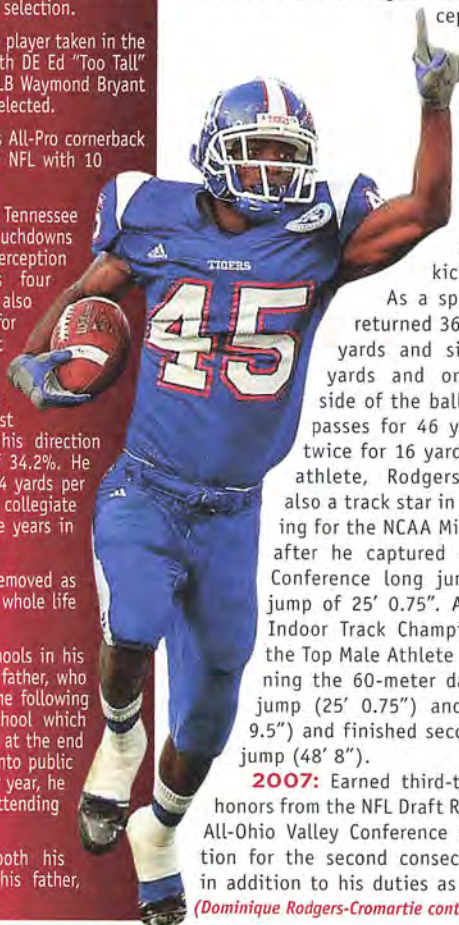 selection.
player taken in the
th DE Ed "Too Tall"
LB Waymond Bryant
elected.
s All-Pro cornerback
NFL with 10
Tennessee
uchdowns
erception
s four
also
for
t
st
his direction
f 34.2%. He
4 yards per
collegiate
e years in
emoved as
whole life
ools in his
father, who
he following
hool which
at the end
nto public
year, he
ttending
both his
his father,
TIGERS
TIGERS
45
45
cep
kic
As a sp
returned 36
yards and si
yards and or
side of the ball
passes for 46 y
twice for 16 yard
athlete, Rodgers
also a track star in
ing for the NCAA Mi
after he captured
Conference long jum
jump of 25' 0.75". A
Indoor Track Champi
the Top Male Athlete
ning the 60-meter da
jump (25' 0.75") and
9.5") and finished seco
jump (48' 8").
2007: Earned third-t
honors from the NFL Draft R
All-Ohio Valley Conference
tion for the second consec
in addition to his duties as
(Dominique Rodgers-Cromartie cont